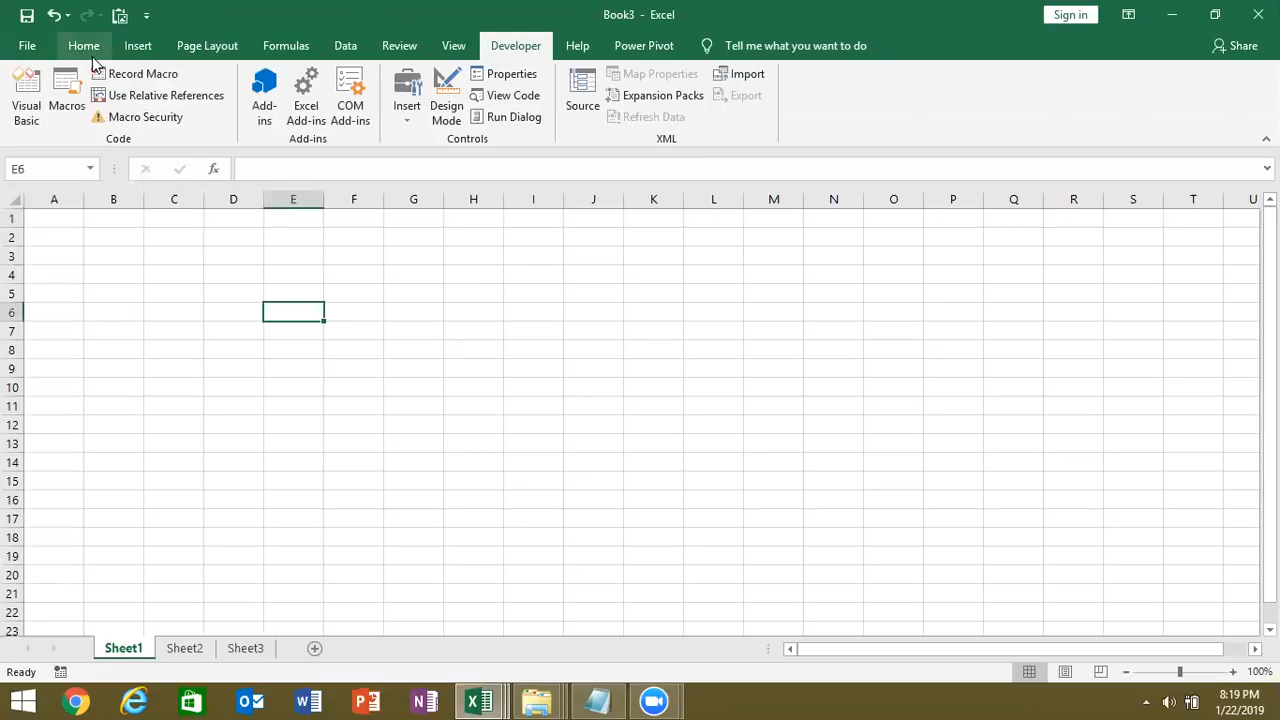 Book3 - Excel
Sign in
File Home Insert Page Layout Formulas Data Review View Developer Help Power Pivot Tell me what you want to do Share
Visual Basic
Macros
Record Macro
Use Relative References
Macro Security
Code
Add-ins
Excel Add-ins
COM Add-ins
Add-ins
Insert
Design Mode
Properties
View Code
Run Dialog
Controls
Source
Map Properties
Expansion Packs
Refresh Data
Import
Export
XML
E6
fx
A B C D E F G H I J K L M N O P Q R S T U
1
2
3
4
5
6
7
8
9
10
11
12
13
14
15
16
17
18
19
20
21
22
23
Sheet1 Sheet2 Sheet3
Ready
100%
8:19 PM
1/22/2019